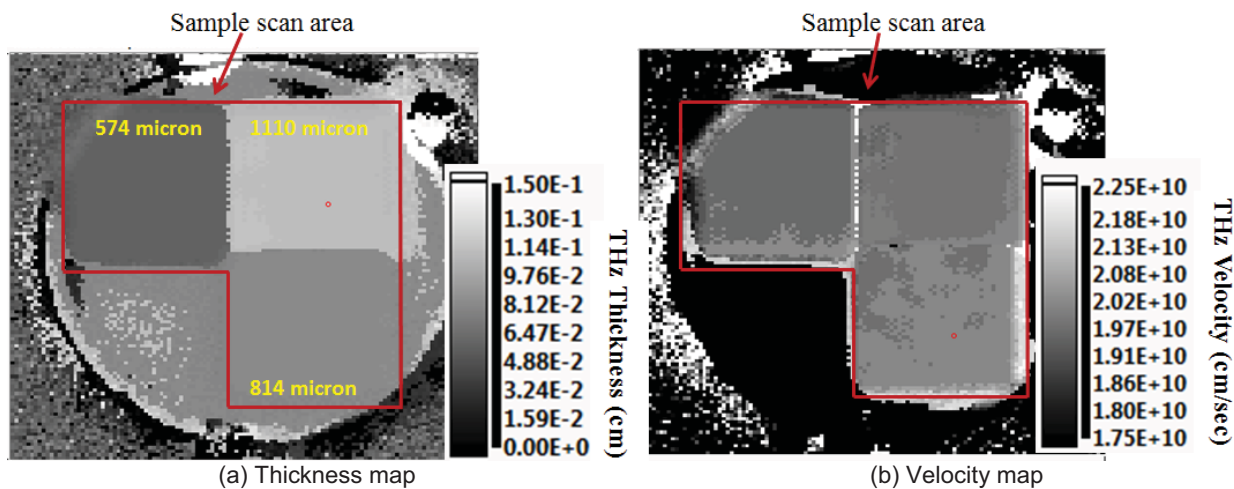 Sample scan area
574 micron
1110 micron
814 micron
1.50E-1
1.30E-1
1.14E-1
9.76E-2
8.12E-2
6.47E-2
4.88E-2
3.24E-2
1.59E-2
0.00E+0
THz Thickness (cm)
(a) Thickness map
Sample scan area
2.25E+10
2.18E+10
2.13E+10
2.08E+10
2.02E+10
1.97E+10
1.91E+10
1.86E+10
1.80E+10
1.75E+10
THz Velocity (cm/sec)
(b) Velocity map